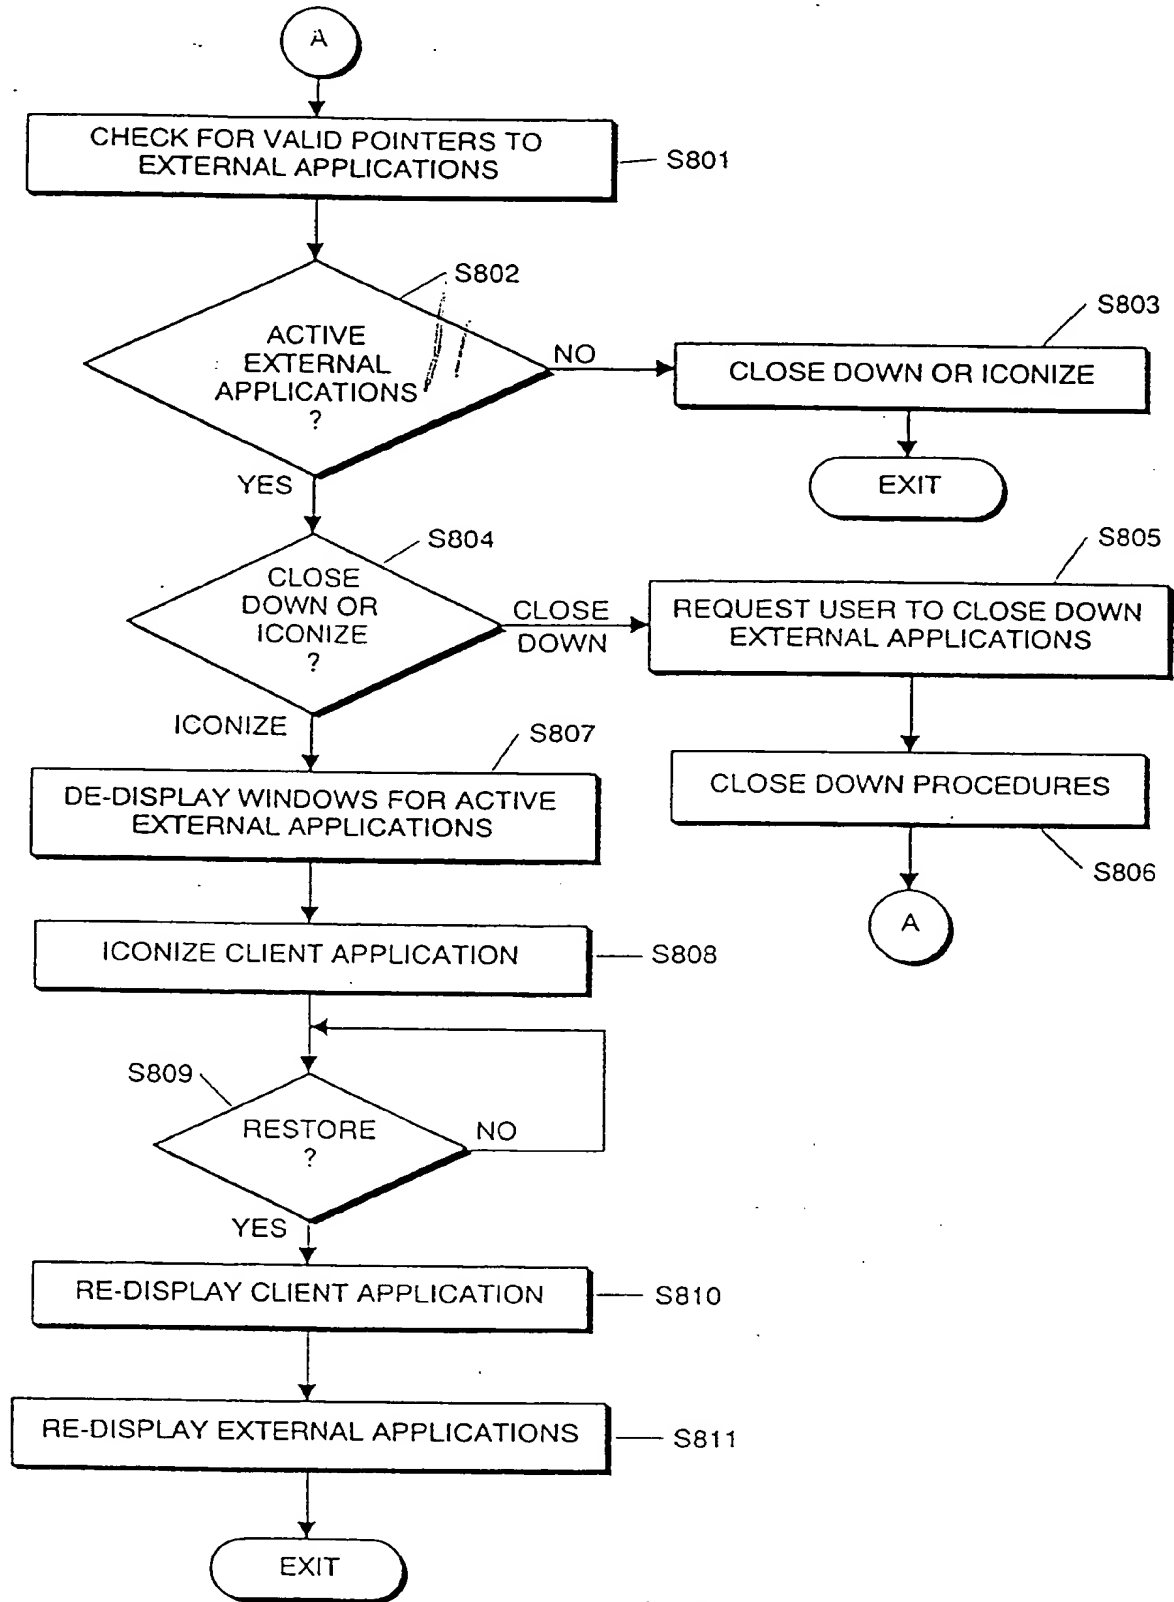 A
CHECK FOR VALID POINTERS TO
EXTERNAL APPLICATIONS
S801
S802
ACTIVE
EXTERNAL
APPLICATIONS
?
NO
S803
CLOSE DOWN OR ICONIZE
EXIT
YES
S804
CLOSE
DOWN OR
ICONIZE
?
CLOSE
DOWN
S805
REQUEST USER TO CLOSE DOWN
EXTERNAL APPLICATIONS
CLOSE DOWN PROCEDURES
S806
A
ICONIZE
S807
DE-DISPLAY WINDOWS FOR ACTIVE
EXTERNAL APPLICATIONS
ICONIZE CLIENT APPLICATION
S808
S809
RESTORE
?
NO
YES
RE-DISPLAY CLIENT APPLICATION
S810
RE-DISPLAY EXTERNAL APPLICATIONS
S811
EXIT